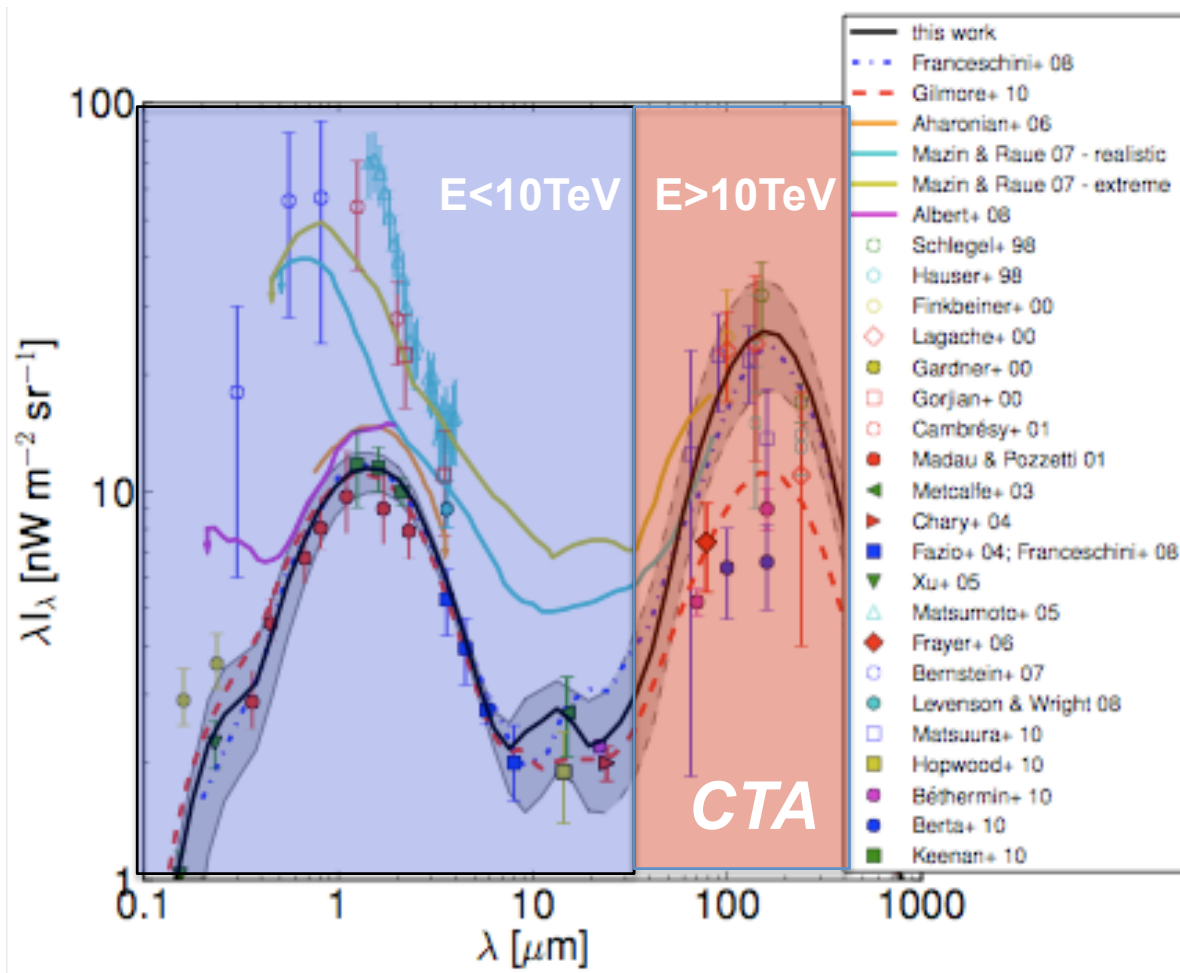 this work
Franceschini+ 08
Gilmore+ 10
Aharonian+ 06
Mazin & Raue 07 - realistic
Mazin & Raue 07 - extreme
Albert+ 08
Schlegel+ 98
Hauser+ 98
Finkbeiner+ 00
Lagache+ 00
Gardner+ 00
Gorjian+ 00
Cambrésy+ 01
Madau & Pozzetti 01
Metcalfe+ 03
Chary+ 04
Fazio+ 04; Franceschini+ 08
Xu+ 05
Matsumoto+ 05
Frayer+ 06
Bernstein+ 07
Levenson & Wright 08
Matsuura+ 10
Hopwood+ 10
Béthermin+ 10
Berta+ 10
Keenan+ 10
E<10TeV E>10TeV
CTA
λI_λ [nW m⁻² sr⁻¹]
100
10
1
0.1 1 10 100 1000
λ [μm]